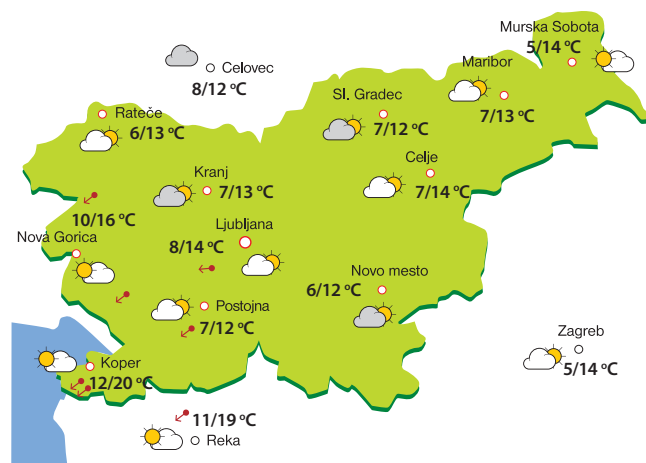 Murska Sobota
5/14 °C
Celovec
8/12 °C
Maribor
7/13 °C
Sl. Gradec
7/12 °C
Rateče
6/13 °C
Celje
7/14 °C
Kranj
7/13 °C
10/16 °C
Nova Gorica
Ljubljana
8/14 °C
Novo mesto
6/12 °C
Postojna
7/12 °C
Zagreb
5/14 °C
Koper
12/20 °C
11/19 °C
Reka